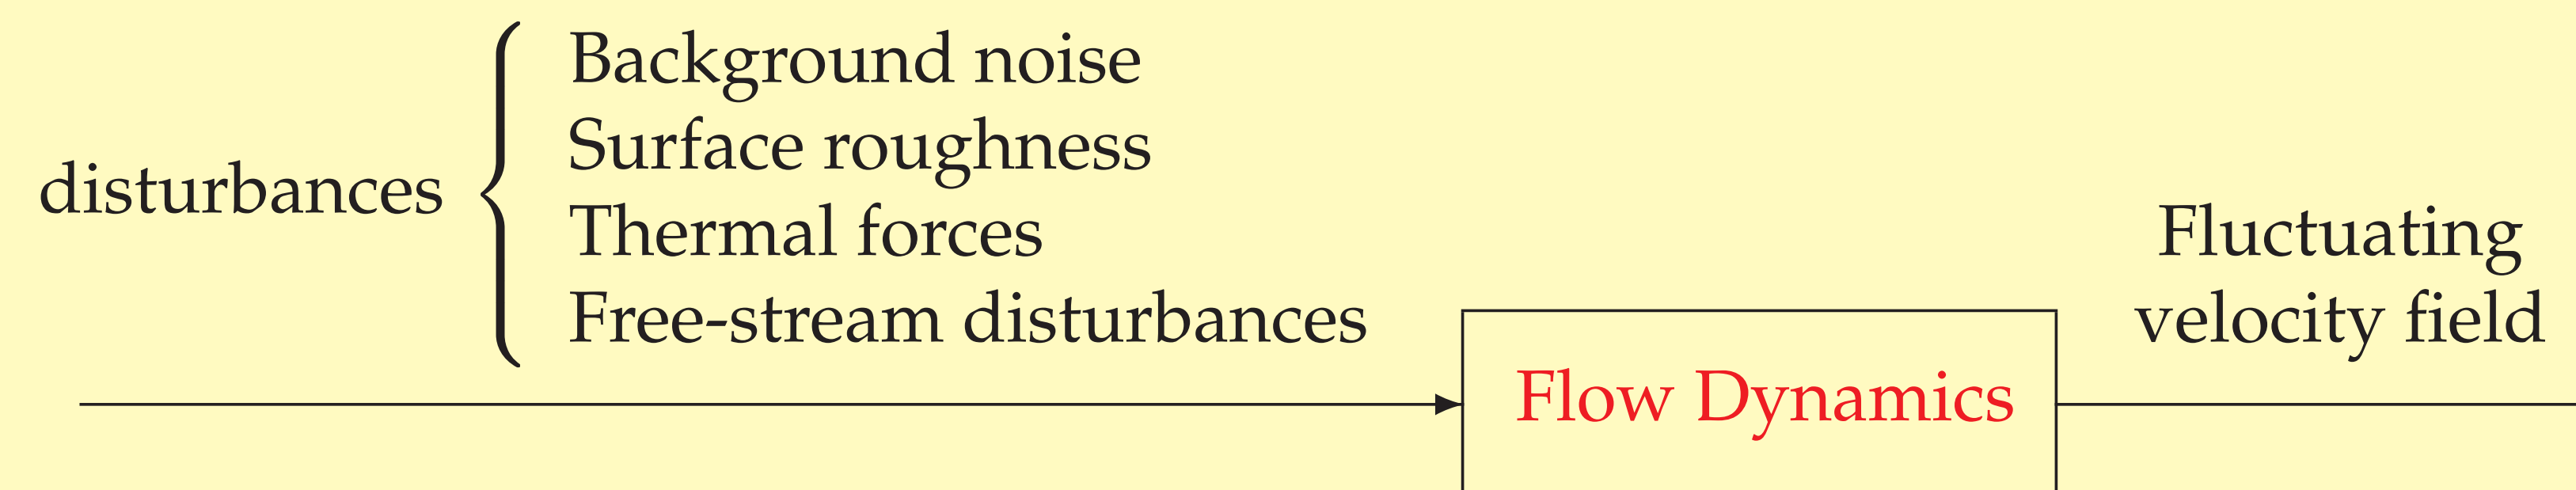 disturbances
Background noise
Surface roughness
Thermal forces
Free-stream disturbances
Flow Dynamics
Fluctuating
velocity field